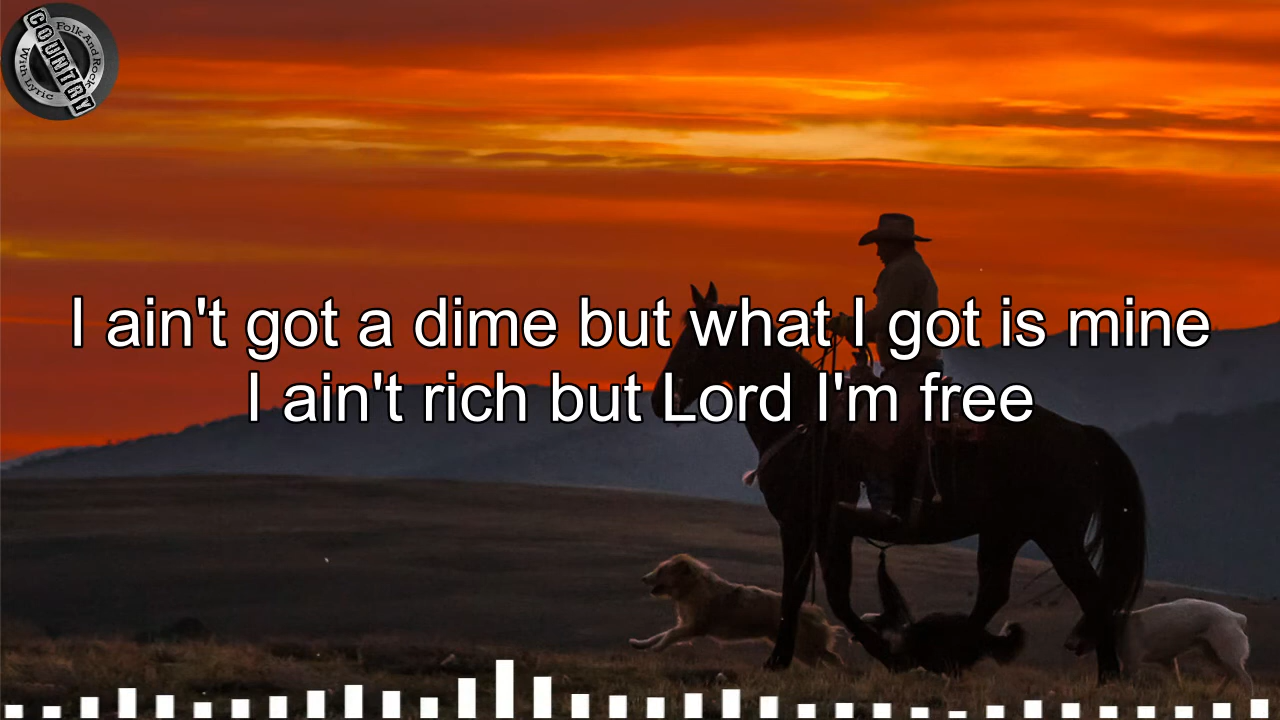 COUNTRY
Folk And Rock
With Lyric
I ain't got a dime but what I got is mine
I ain't rich but Lord I'm free